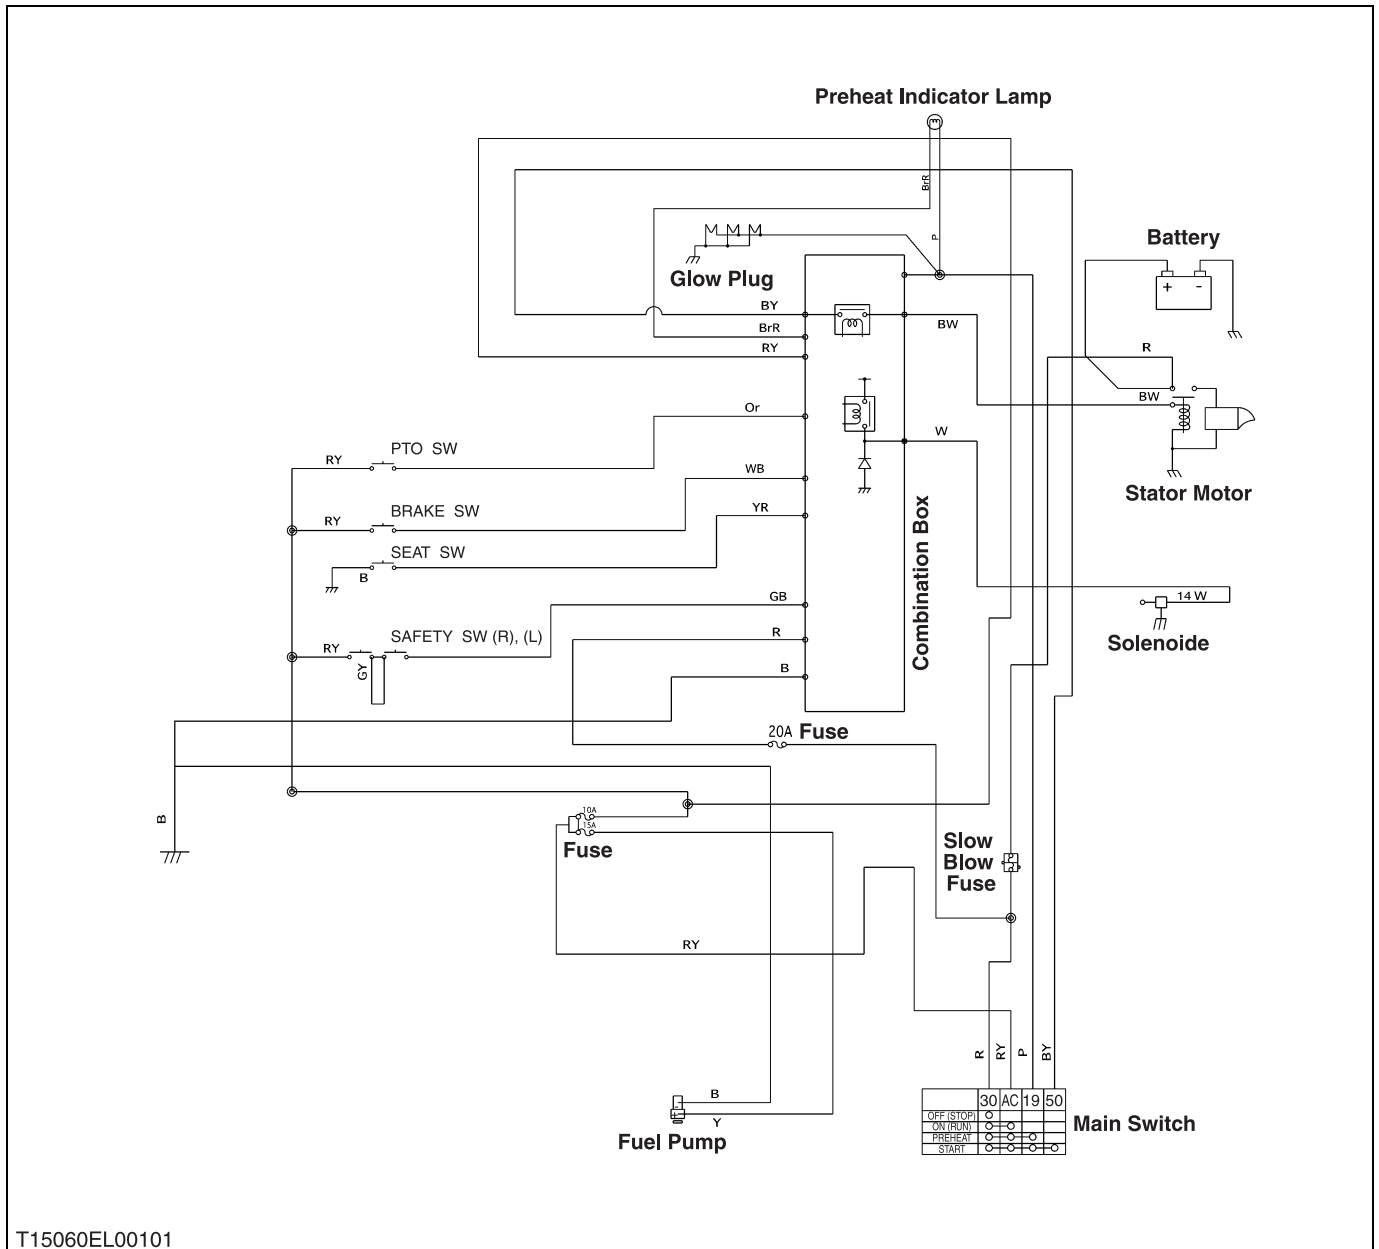 Preheat Indicator Lamp
BrR
P
Battery
+ -
Glow Plug
BY
BrR
RY
BW
R
BW
Or
W
RY PTO SW
WB
Stator Motor
RY BRAKE SW
YR
SEAT SW
B
Combination Box
GB
14 W
Solenoide
R
RY SAFETY SW (R), (L)
GY
B
20A Fuse
B
10A
15A
Fuse
Slow
Blow
Fuse
RY
R RY P BY
B
- 
+
Y
Fuel Pump
30 AC 19 50
OFF (STOP)
ON (RUN)
PREHEAT
START
Main Switch
T15060EL00101